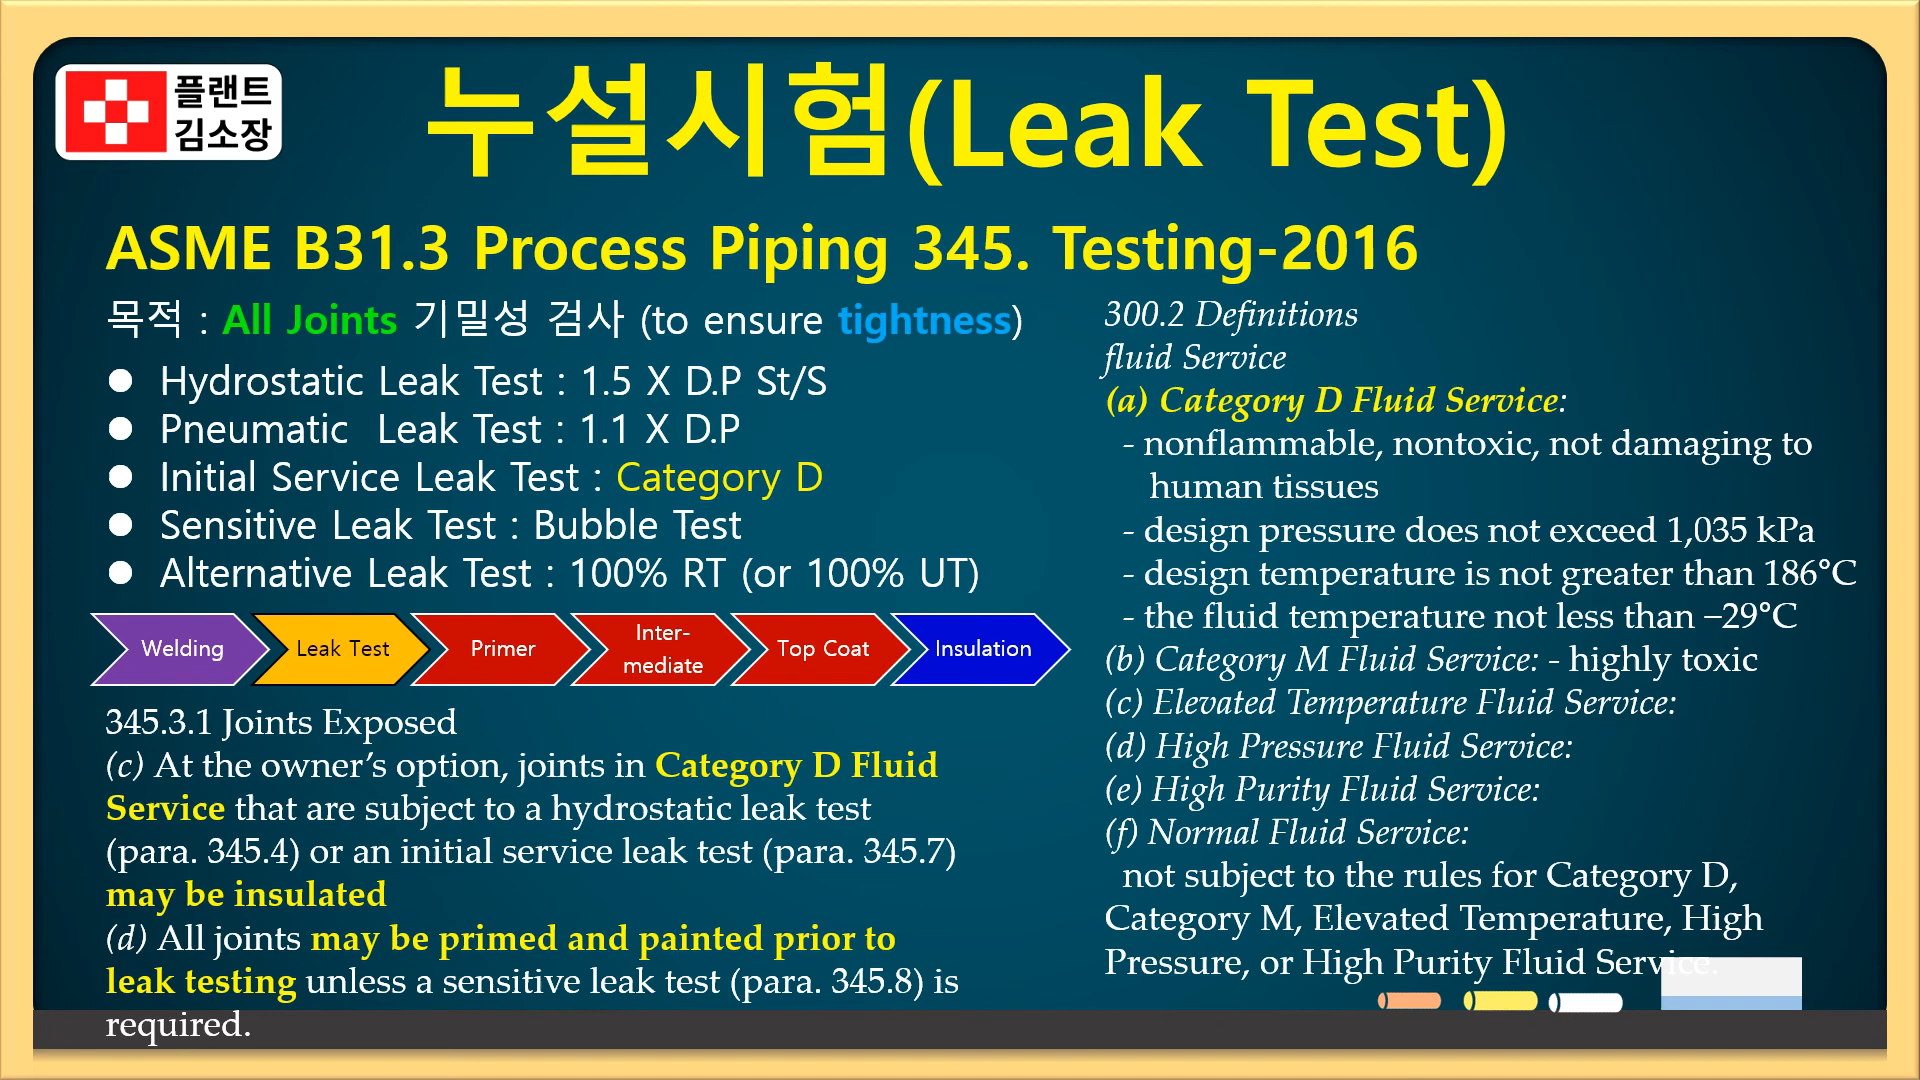 플랜트
김소장
누설시험(Leak Test)
ASME B31.3 Process Piping 345. Testing-2016
목적 : All Joints 기밀성 검사 (to ensure tightness)
● Hydrostatic Leak Test : 1.5 X D.P St/S
● Pneumatic Leak Test : 1.1 X D.P
● Initial Service Leak Test : Category D
● Sensitive Leak Test : Bubble Test
● Alternative Leak Test : 100% RT (or 100% UT)
Welding
Leak Test
Primer
Inter-
mediate
Top Coat
Insulation
345.3.1 Joints Exposed
(c) At the owner’s option, joints in Category D Fluid
Service that are subject to a hydrostatic leak test
(para. 345.4) or an initial service leak test (para. 345.7)
may be insulated
(d) All joints may be primed and painted prior to
leak testing unless a sensitive leak test (para. 345.8) is
required.
300.2 Definitions
fluid Service
(a) Category D Fluid Service:
- nonflammable, nontoxic, not damaging to
human tissues
- design pressure does not exceed 1,035 kPa
- design temperature is not greater than 186°C
- the fluid temperature not less than –29°C
(b) Category M Fluid Service: - highly toxic
(c) Elevated Temperature Fluid Service:
(d) High Pressure Fluid Service:
(e) High Purity Fluid Service:
(f) Normal Fluid Service:
not subject to the rules for Category D,
Category M, Elevated Temperature, High
Pressure, or High Purity Fluid Service.